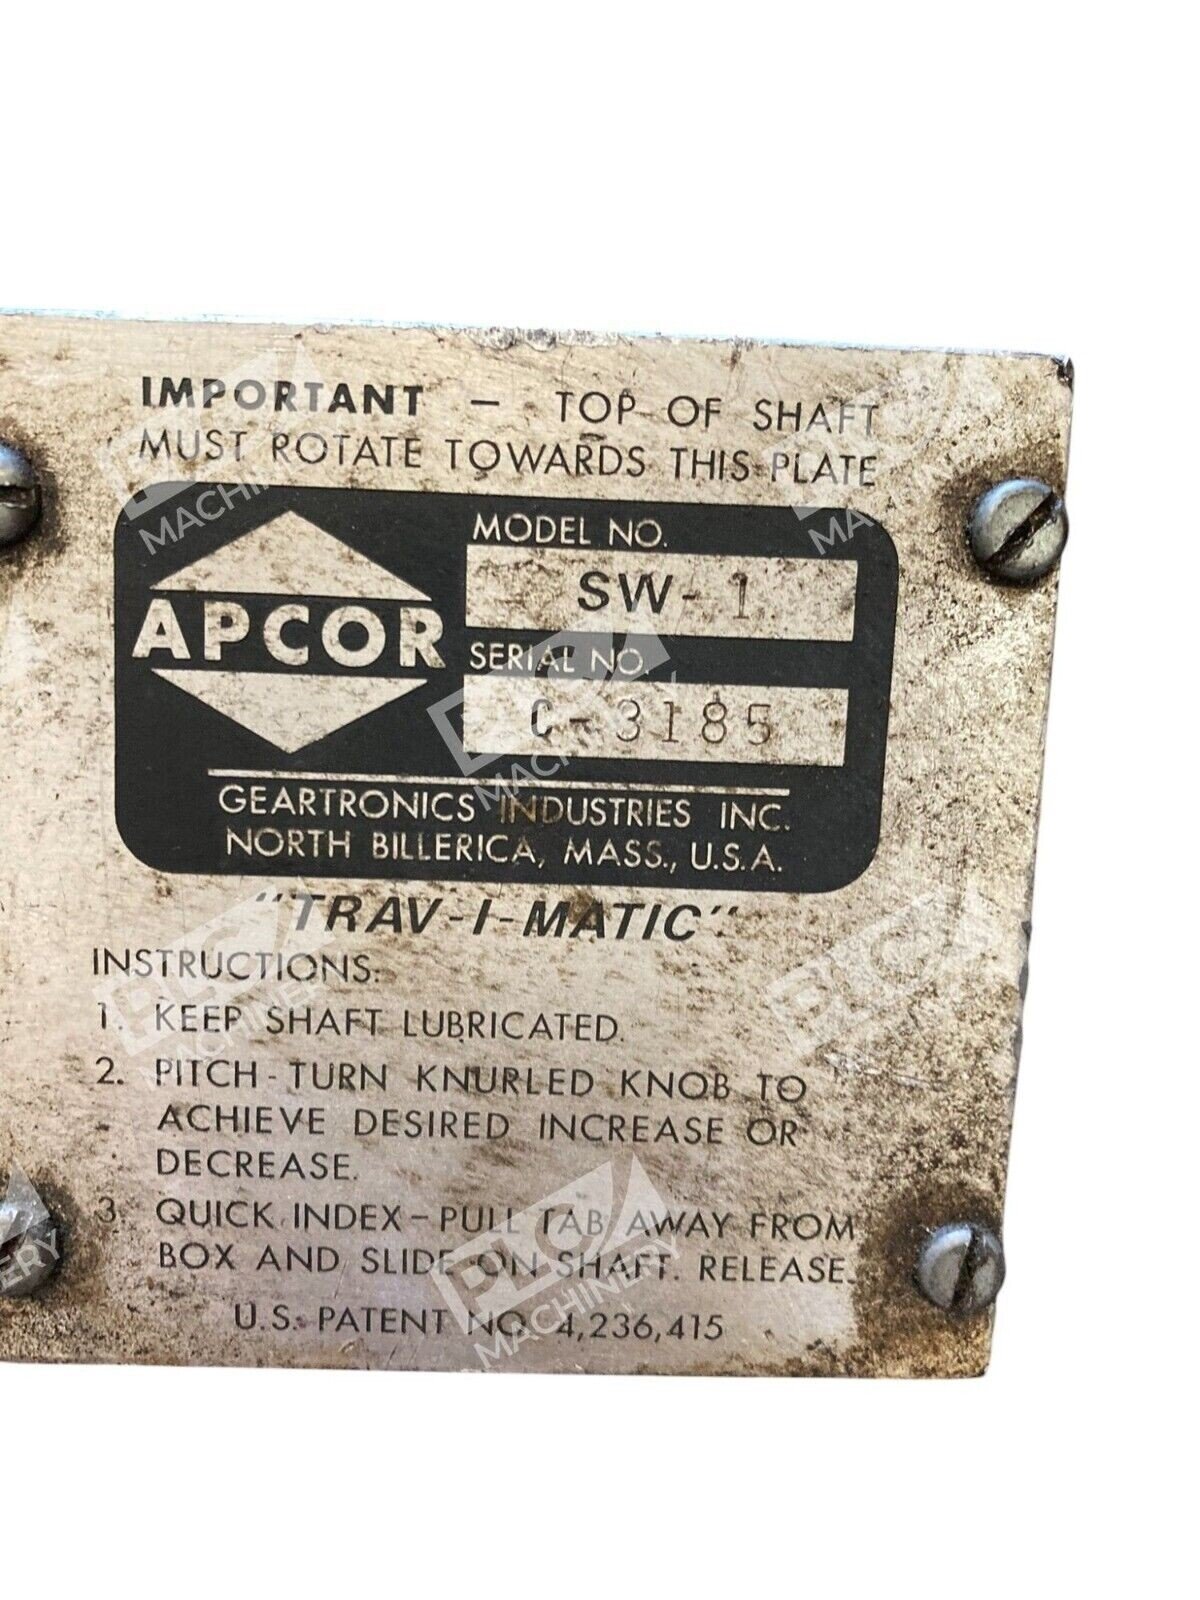 IMPORTANT – TOP OF SHAFT
MUST ROTATE TOWARDS THIS PLATE
MODEL NO.
SW-1
APCOR
SERIAL NO.
C-3185
GEARTRONICS INDUSTRIES INC.
NORTH BILLERICA, MASS., U.S.A.
"TRAV-I-MATIC"
INSTRUCTIONS:
1. KEEP SHAFT LUBRICATED.
2. PITCH - TURN KNURLED KNOB TO
ACHIEVE DESIRED INCREASE OR
DECREASE.
3 QUICK INDEX – PULL TAB AWAY FROM
BOX AND SLIDE ON SHAFT. RELEASE.
U.S. PATENT NO. 4,236,415
PLC MACHINERY